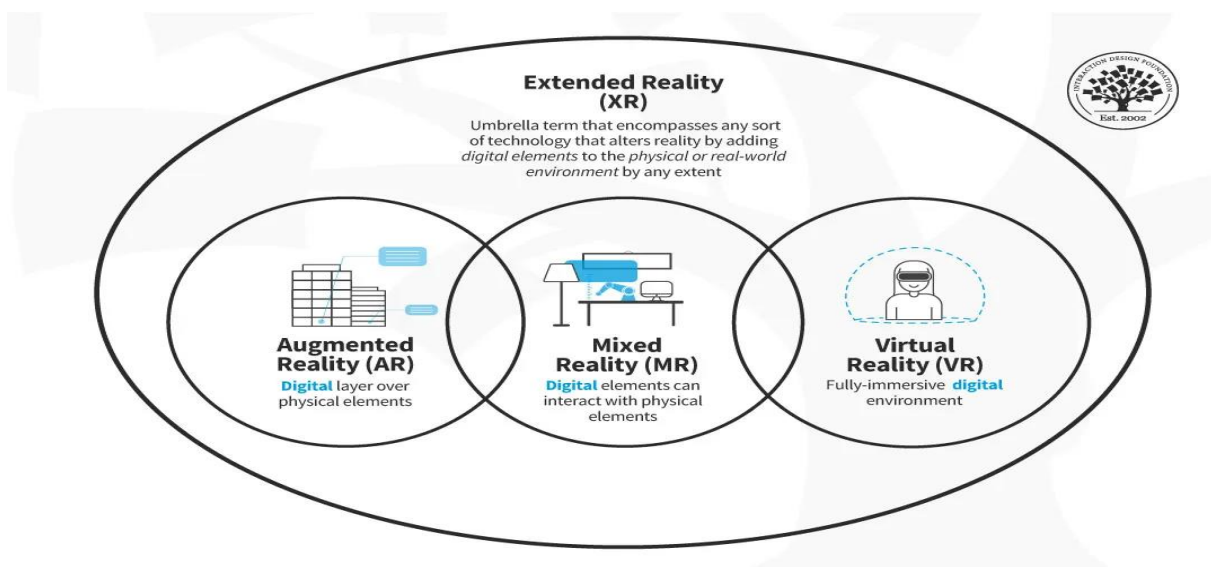 Extended Reality
(XR)
Umbrella term that encompasses any sort
of technology that alters reality by adding
digital elements to the physical or real-world
environment by any extent
INTERACTION DESIGN FOUNDATION
Est. 2002
Augmented
Reality (AR)
Digital layer over
physical elements
Mixed
Reality (MR)
Digital elements can
interact with physical
elements
Virtual
Reality (VR)
Fully-immersive digital
environment